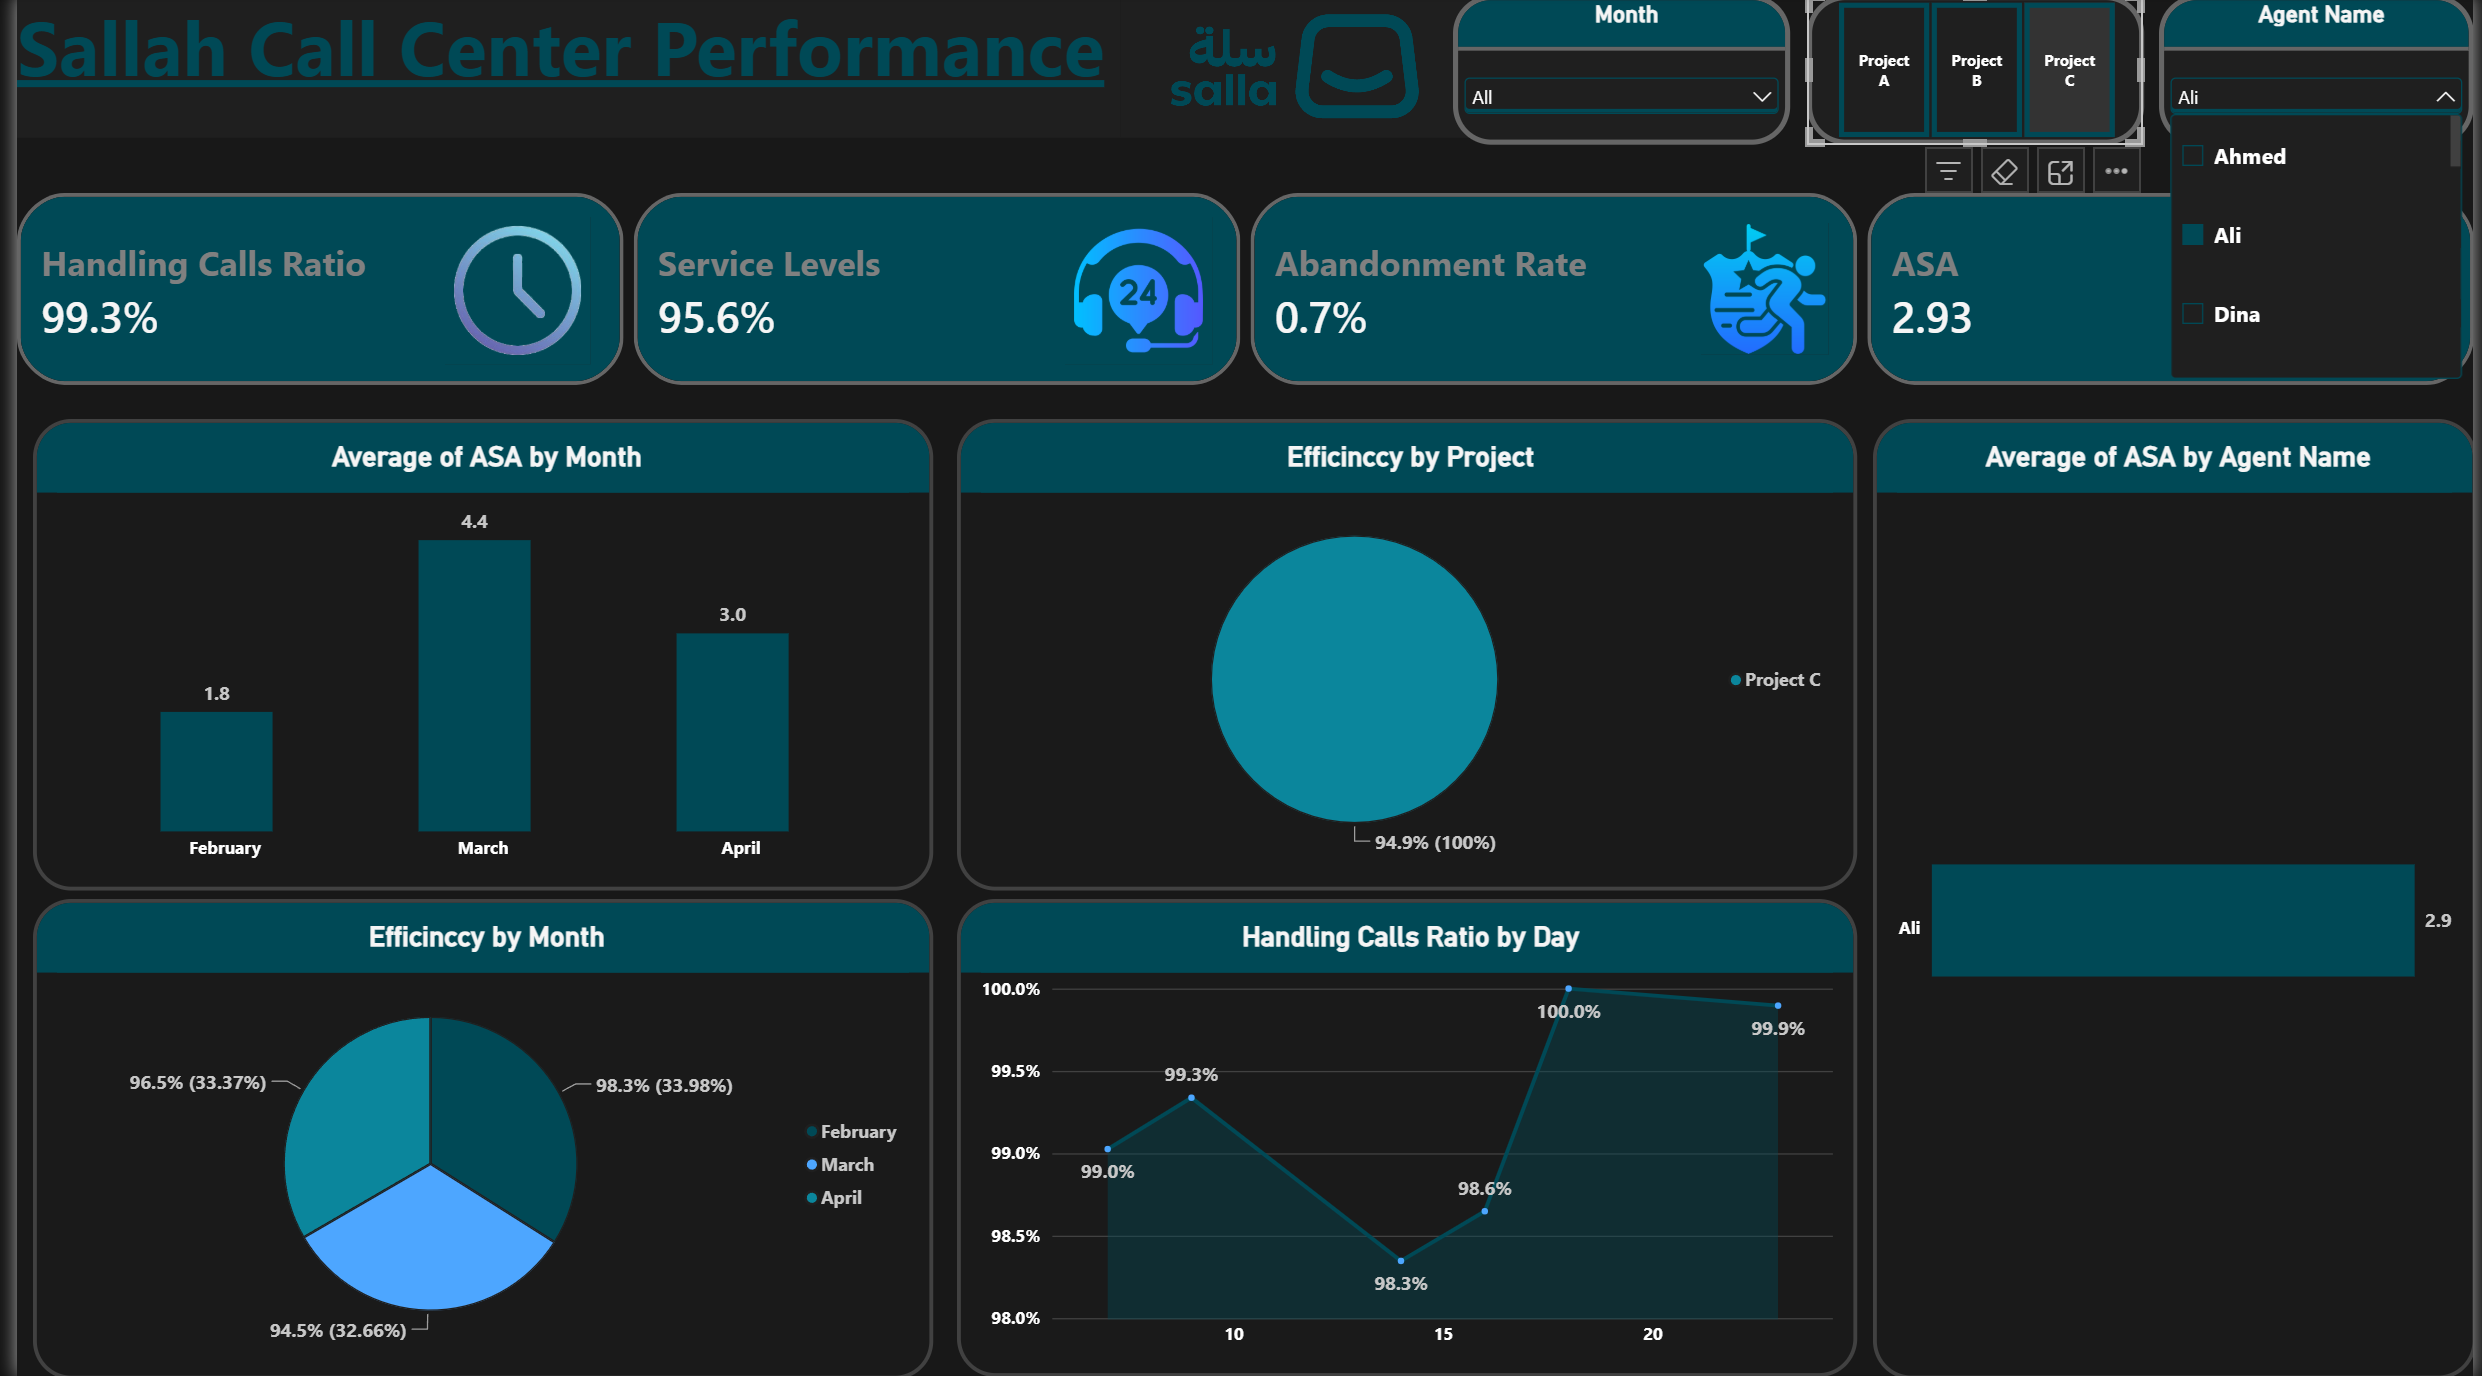 Sallah Call Center Performance
سلة
salla
Month
All
Project
A
Project
B
Project
C
Agent Name
Ali
Ahmed
Ali
Dina
Handling Calls Ratio
99.3%
Service Levels
95.6%
24
Abandonment Rate
0.7%
ASA
2.93
Average of ASA by Month
4.4
3.0
1.8
February
March
April
Efficinccy by Project
Project C
94.9% (100%)
Average of ASA by Agent Name
Ali
2.9
Efficinccy by Month
96.5% (33.37%)
98.3% (33.98%)
94.5% (32.66%)
February
March
April
Handling Calls Ratio by Day
100.0%
99.5%
99.0%
98.5%
98.0%
99.0%
99.3%
98.3%
98.6%
100.0%
99.9%
10
15
20